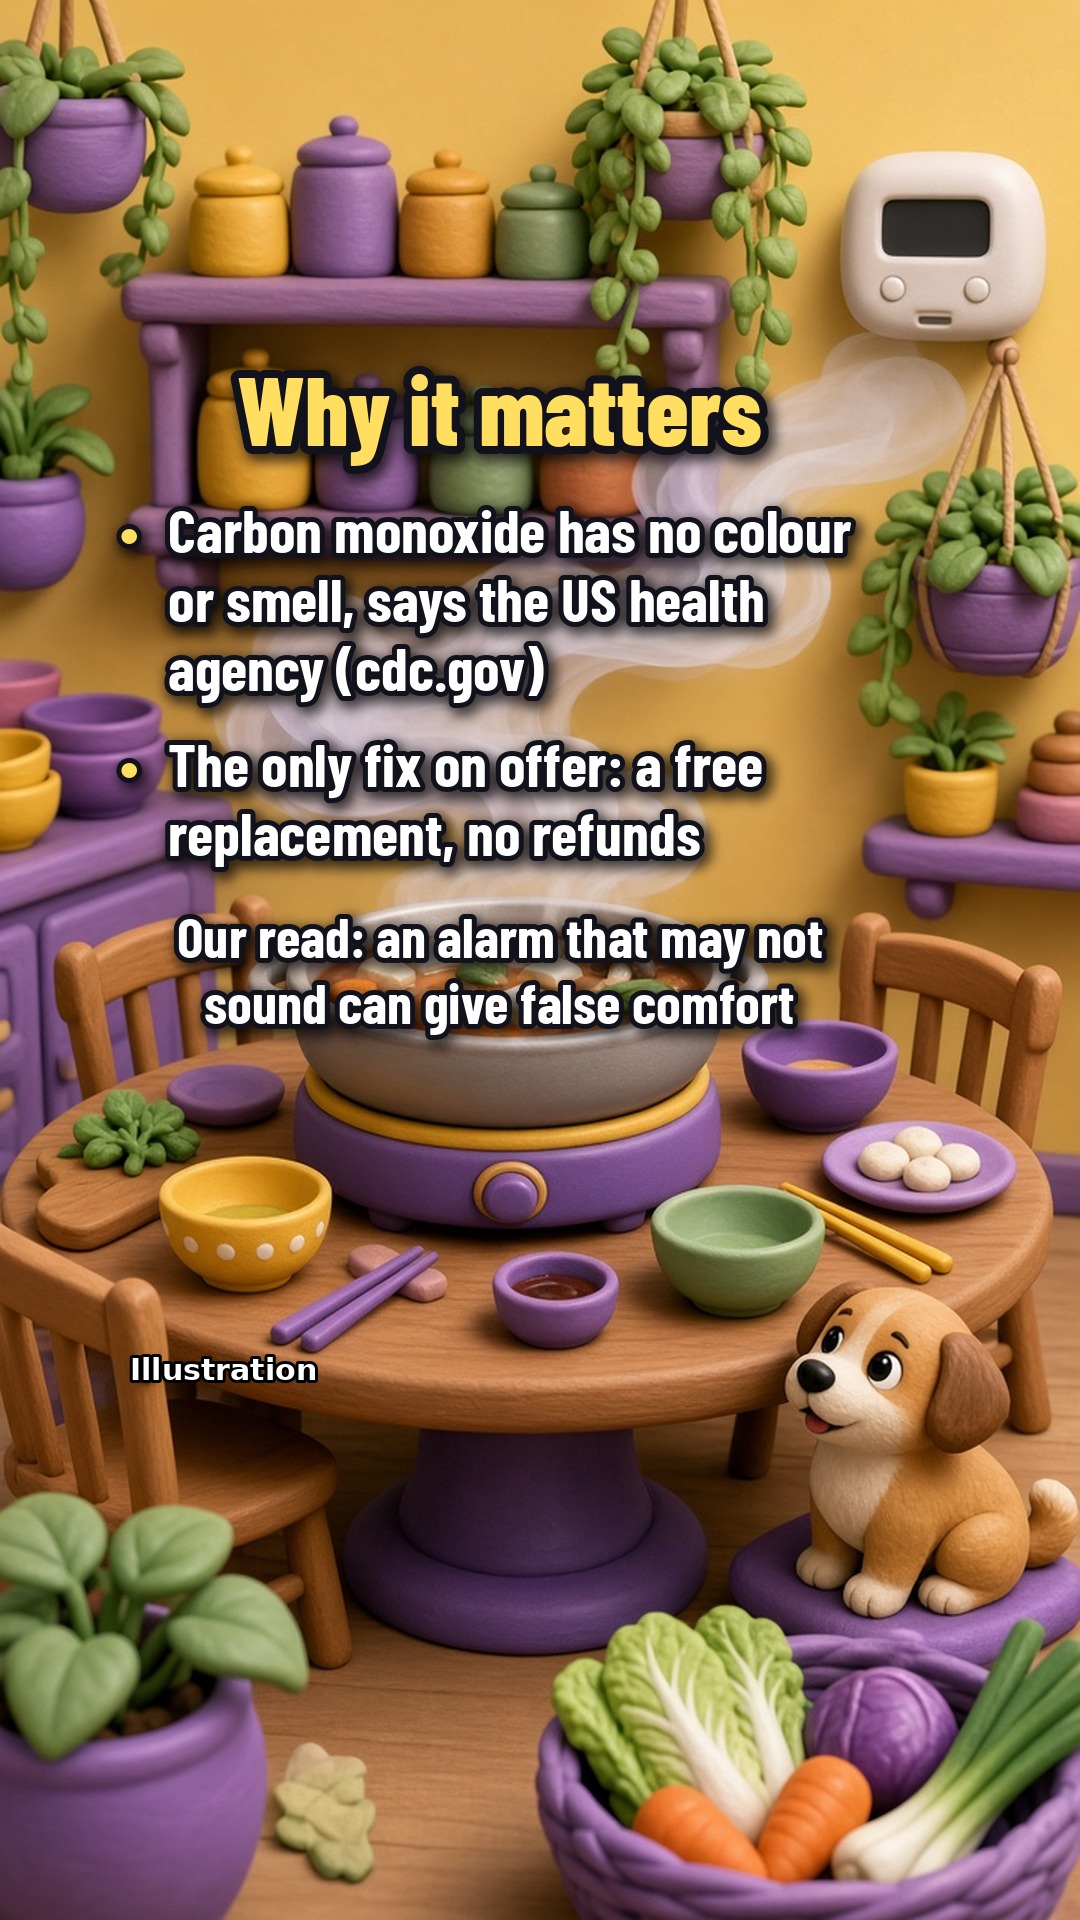 Why it matters
• Carbon monoxide has no colour
or smell, says the US health
agency (cdc.gov)
• The only fix on offer: a free
replacement, no refunds
Our read: an alarm that may not
sound can give false comfort
Illustration